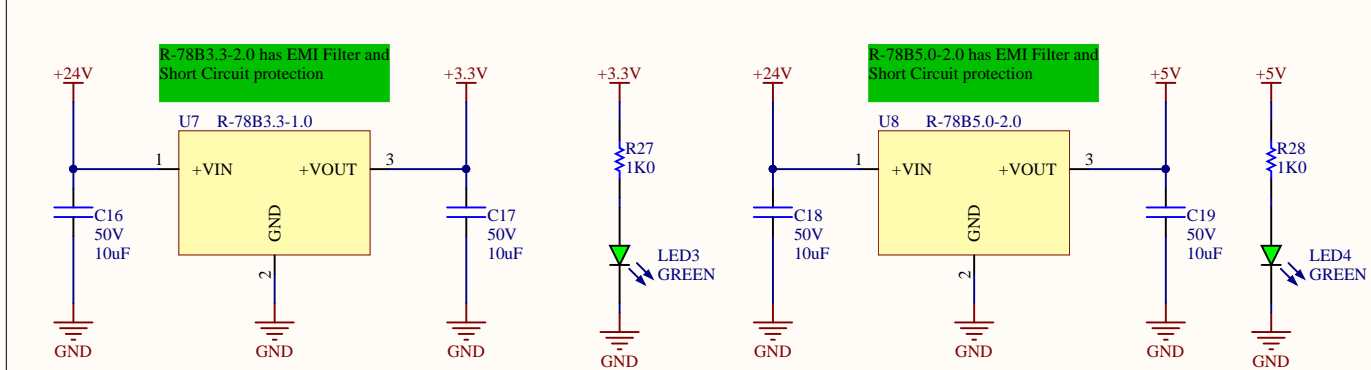 R-78B3.3-2.0 has EMI Filter and
Short Circuit protection
+24V
+3.3V
U7 R-78B3.3-1.0
1
+VIN
+VOUT
3
GND
2
C16
50V
10uF
C17
50V
10uF
GND
GND
GND
+3.3V
R27
1K0
LED3
GREEN
GND
R-78B5.0-2.0 has EMI Filter and
Short Circuit protection
+24V
+5V
U8 R-78B5.0-2.0
1
+VIN
+VOUT
3
GND
2
C18
50V
10uF
C19
50V
10uF
GND
GND
GND
+5V
R28
1K0
LED4
GREEN
GND